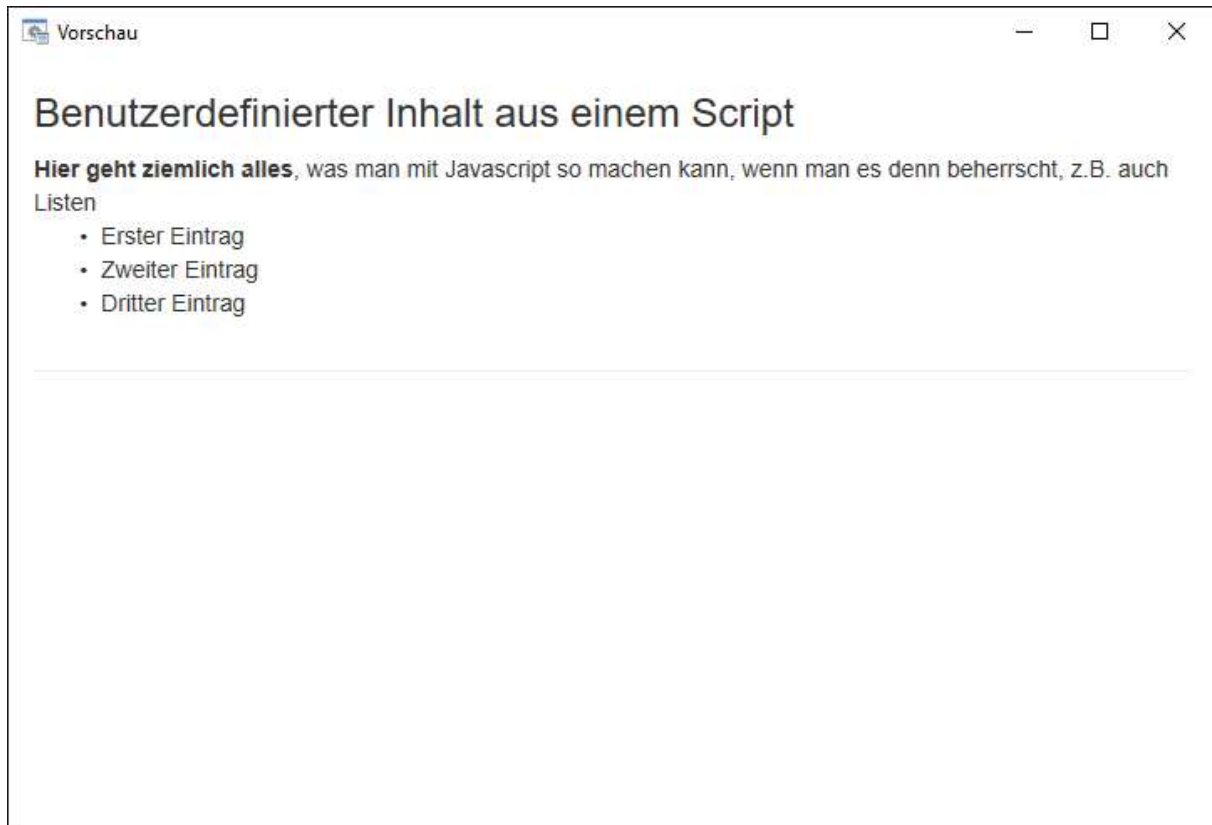 Vorschau
Benutzerdefinierter Inhalt aus einem Script
Hier geht ziemlich alles, was man mit Javascript so machen kann, wenn man es denn beherrscht, z.B. auch
Listen
• Erster Eintrag
• Zweiter Eintrag
• Dritter Eintrag